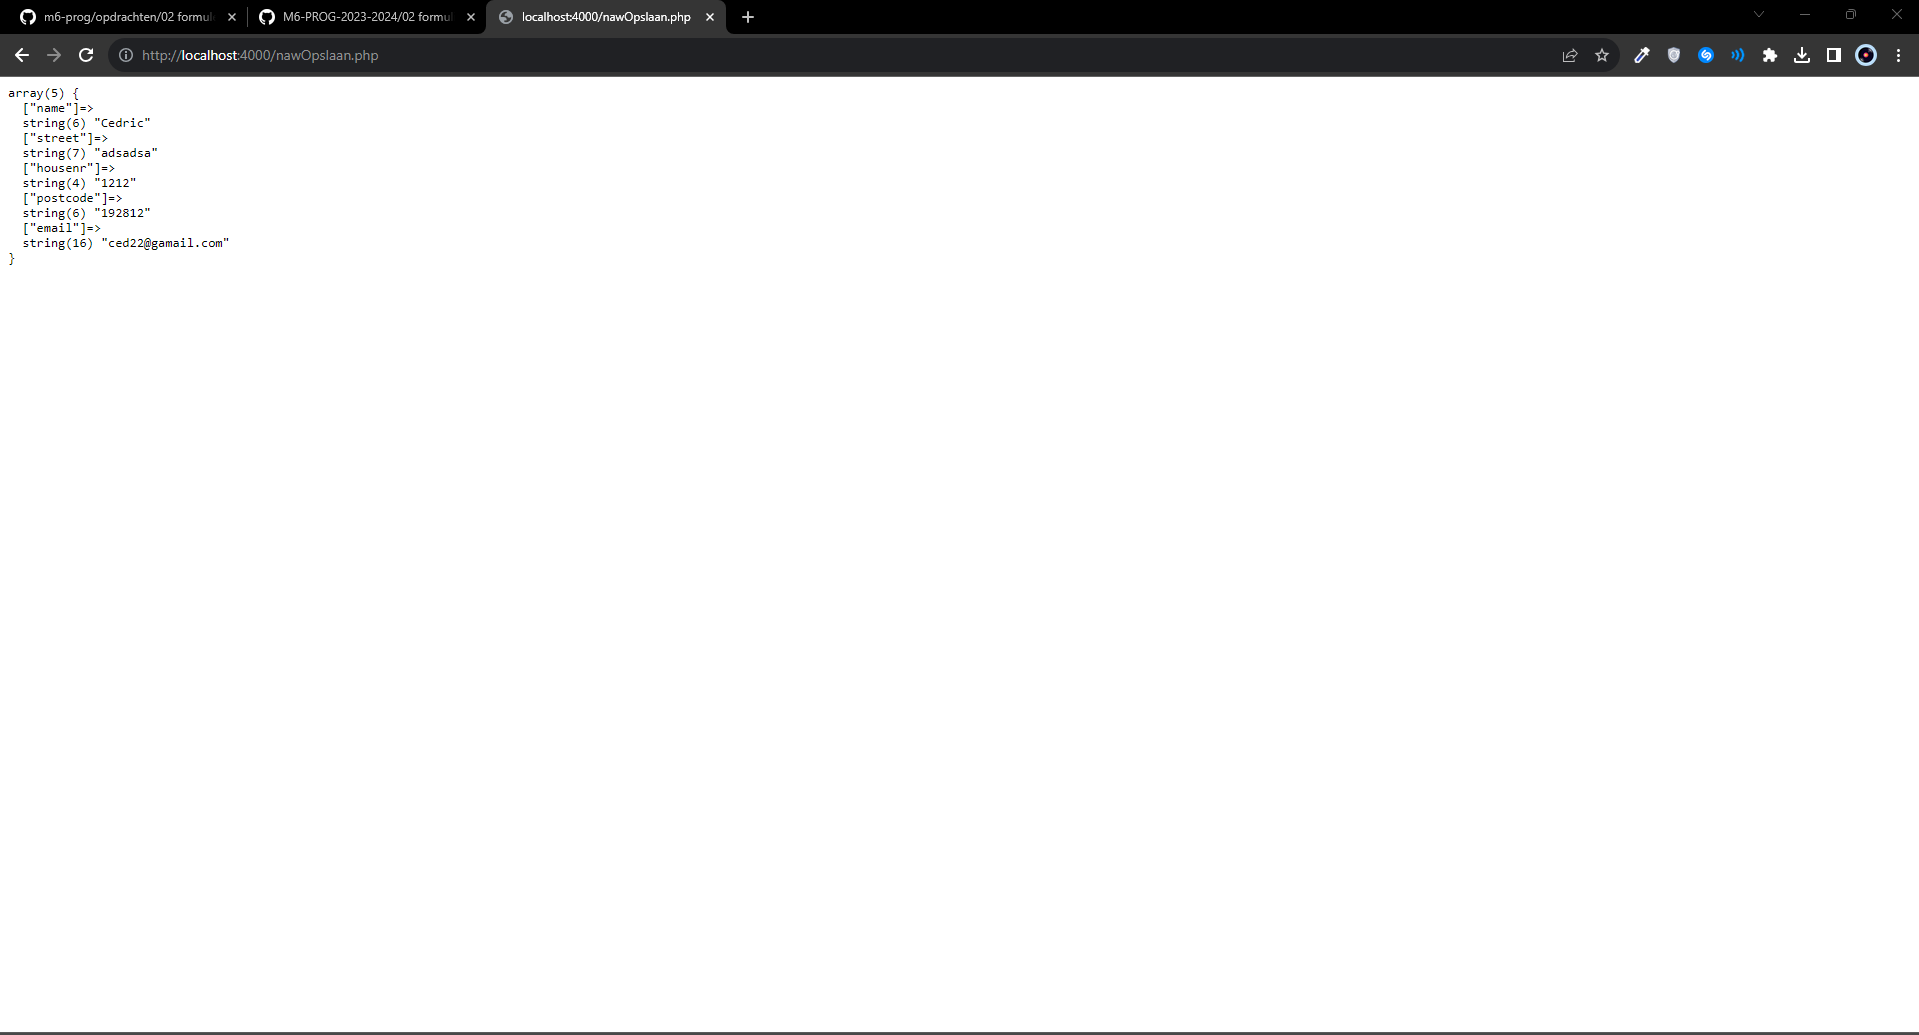 m6-prog/opdrachten/02 formul
M6-PROG-2023-2024/02 formul
localhost:4000/nawOpslaan.php
http://localhost:4000/nawOpslaan.php
array(5) {
  ["name"]=>
  string(6) "Cedric"
  ["street"]=>
  string(7) "adsadsa"
  ["housenr"]=>
  string(4) "1212"
  ["postcode"]=>
  string(6) "192812"
  ["email"]=>
  string(16) "ced22@gamail.com"
}